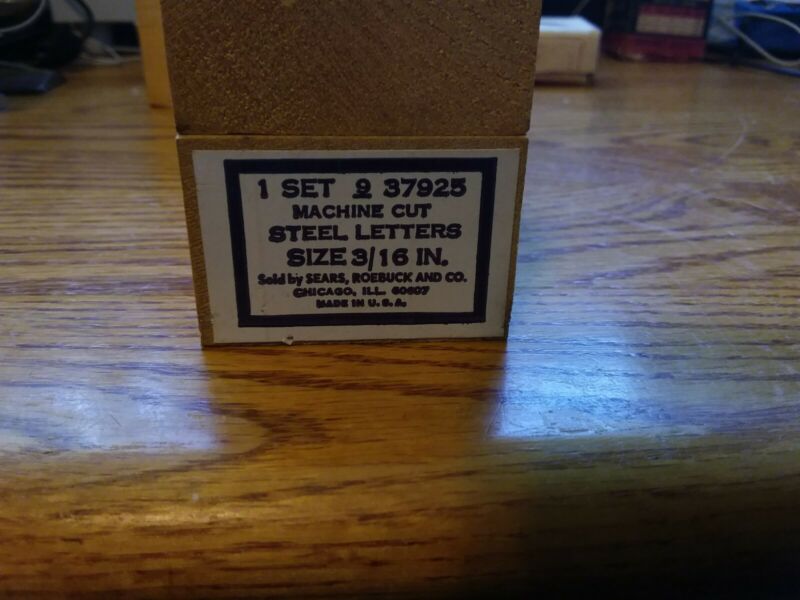 1 SET 9 37925
MACHINE CUT
STEEL LETTERS
SIZE 3/16 IN.
Sold by SEARS, ROEBUCK AND CO.
CHICAGO, ILL. 60607
MADE IN U.S.A.